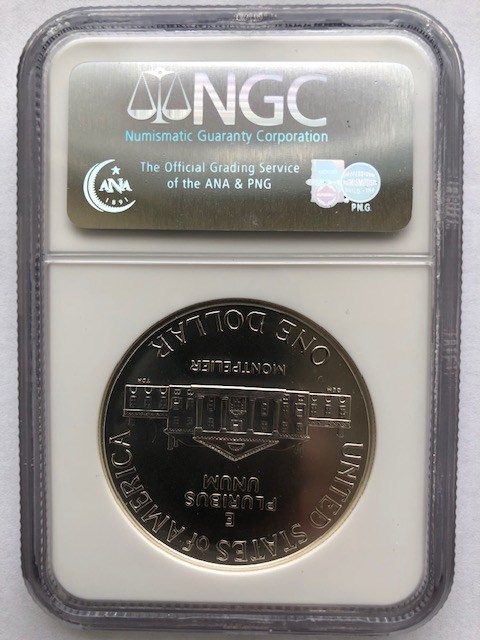 NGC
Numismatic Guaranty Corporation
The Official Grading Service
of the ANA & PNG
ANA
1891
P.N.G.
ONE DOLLAR
MONTPELIER
E
PLURIBUS
UNUM
UNITED STATES of AMERICA